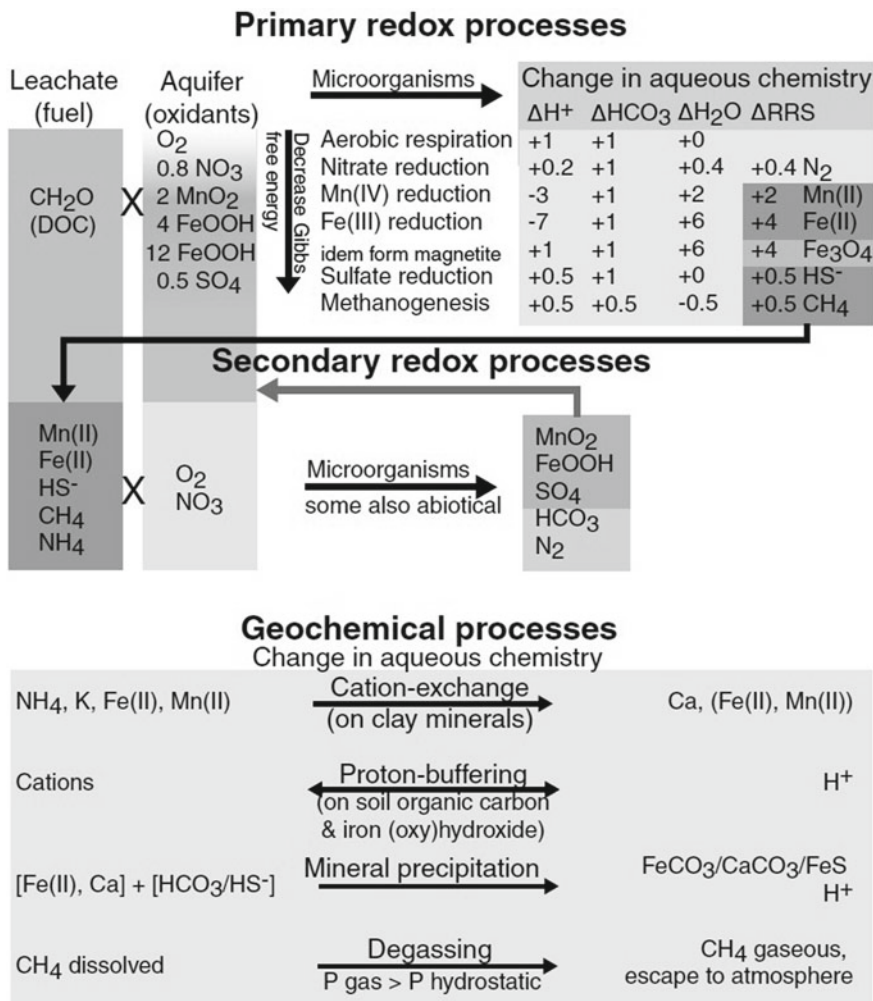 Primary redox processes
Leachate
(fuel)
Aquifer
(oxidants)
Microorganisms
Change in aqueous chemistry
ΔH+ ΔHCO3 ΔH2O ΔRRS
CH2O
(DOC)
X
O2
0.8 NO3
2 MnO2
4 FeOOH
12 FeOOH
0.5 SO4
Decrease Gibbs
free energy
Aerobic respiration +1 +1 +0
Nitrate reduction +0.2 +1 +0.4 +0.4 N2
Mn(IV) reduction -3 +1 +2 +2 Mn(II)
Fe(III) reduction -7 +1 +6 +4 Fe(II)
idem form magnetite +1 +1 +6 +4 Fe3O4
Sulfate reduction +0.5 +1 +0 +0.5 HS-
Methanogenesis +0.5 +0.5 -0.5 +0.5 CH4
Secondary redox processes
Mn(II)
Fe(II)
HS-
CH4
NH4
X
O2
NO3
Microorganisms
some also abiotical
MnO2
FeOOH
SO4
HCO3
N2
Geochemical processes
Change in aqueous chemistry
NH4, K, Fe(II), Mn(II)
Cation-exchange
(on clay minerals)
Ca, (Fe(II), Mn(II))
Cations
Proton-buffering
(on soil organic carbon
& iron (oxy)hydroxide)
H+
[Fe(II), Ca] + [HCO3/HS-]
Mineral precipitation
FeCO3/CaCO3/FeS
H+
CH4 dissolved
Degassing
P gas > P hydrostatic
CH4 gaseous,
escape to atmosphere